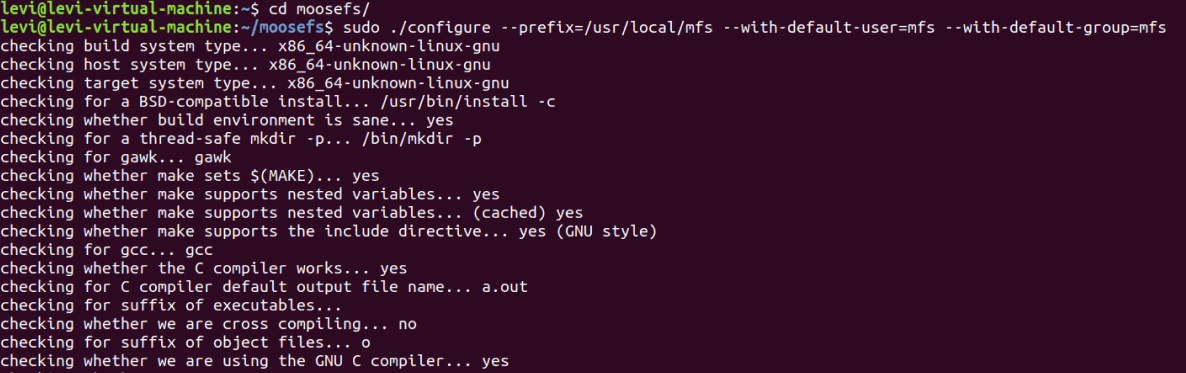 levi@levi-virtual-machine:~$ cd moosefs/
levi@levi-virtual-machine:~/moosefs$ sudo ./configure --prefix=/usr/local/mfs --with-default-user=mfs --with-default-group=mfs
checking build system type... x86_64-unknown-linux-gnu
checking host system type... x86_64-unknown-linux-gnu
checking target system type... x86_64-unknown-linux-gnu
checking for a BSD-compatible install... /usr/bin/install -c
checking whether build environment is sane... yes
checking for a thread-safe mkdir -p... /bin/mkdir -p
checking for gawk... gawk
checking whether make sets $(MAKE)... yes
checking whether make supports nested variables... yes
checking whether make supports nested variables... (cached) yes
checking whether make supports the include directive... yes (GNU style)
checking for gcc... gcc
checking whether the C compiler works... yes
checking for C compiler default output file name... a.out
checking for suffix of executables...
checking whether we are cross compiling... no
checking for suffix of object files... o
checking whether we are using the GNU C compiler... yes